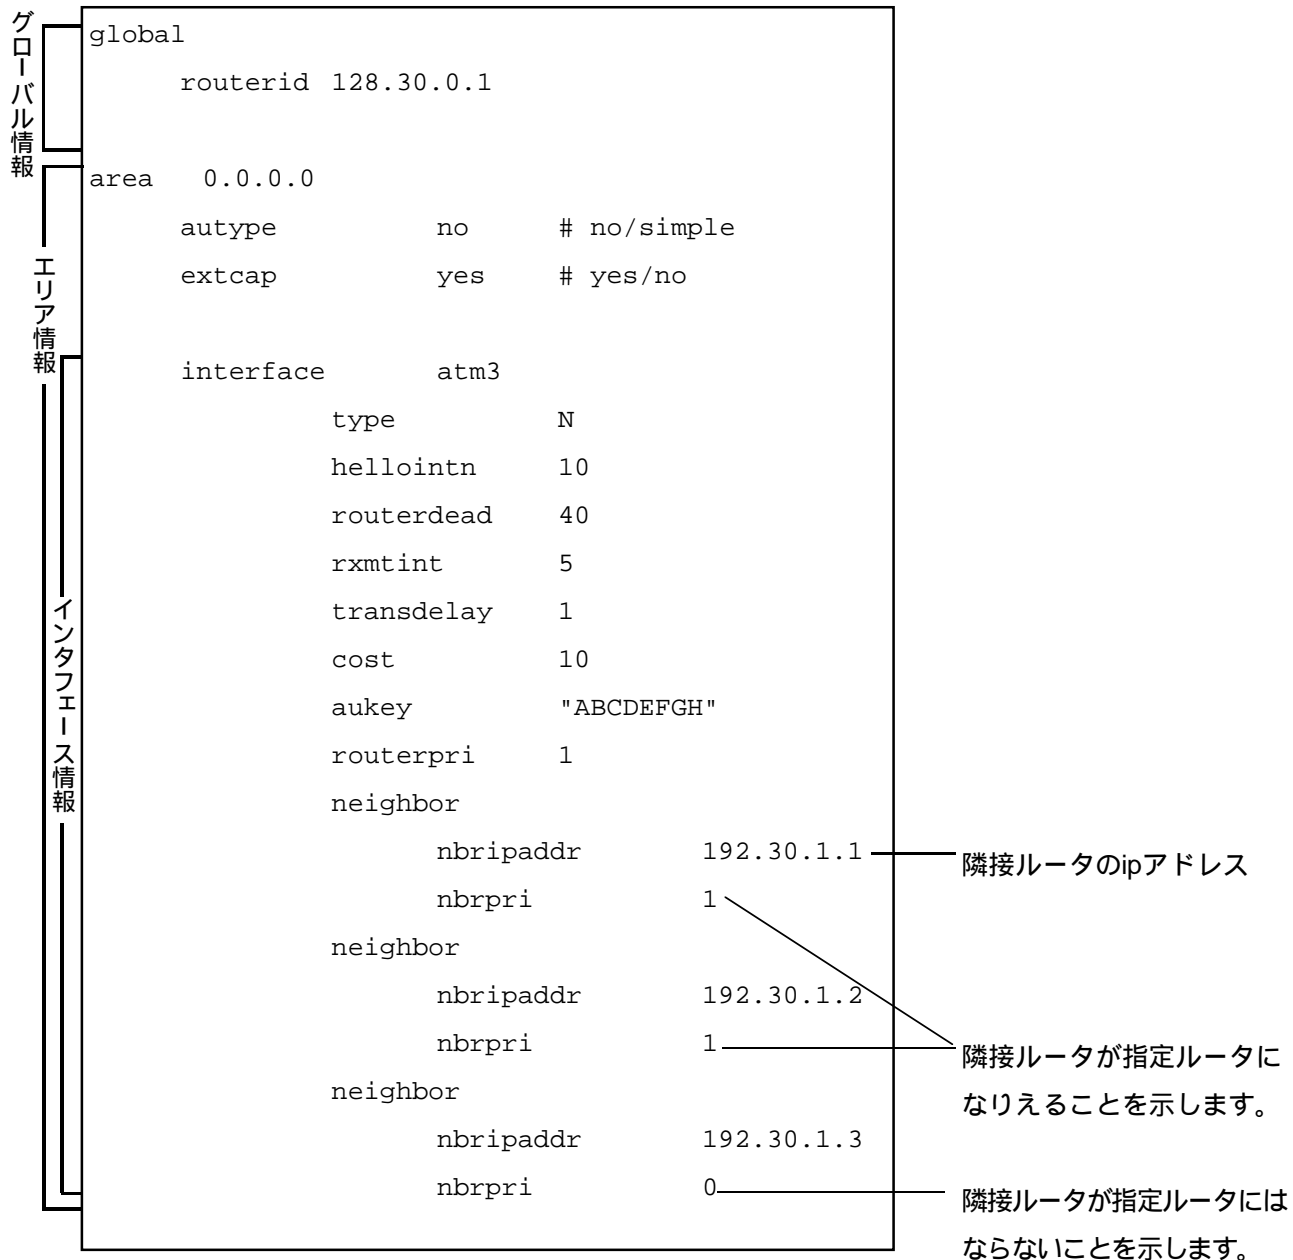 グローバル情報
global
routerid 128.30.0.1
エリア情報
area 0.0.0.0
autype no # no/simple
extcap yes # yes/no
インタフェース情報
interface atm3
type N
hellointn 10
routerdead 40
rxmtint 5
transdelay 1
cost 10
aukey "ABCDEFGH"
routerpri 1
neighbor
nbripaddr 192.30.1.1
隣接ルータのipアドレス
nbrpri 1
neighbor
nbripaddr 192.30.1.2
nbrpri 1
隣接ルータが指定ルータに
なりえることを示します。
neighbor
nbripaddr 192.30.1.3
nbrpri 0
隣接ルータが指定ルータには
ならないことを示します。